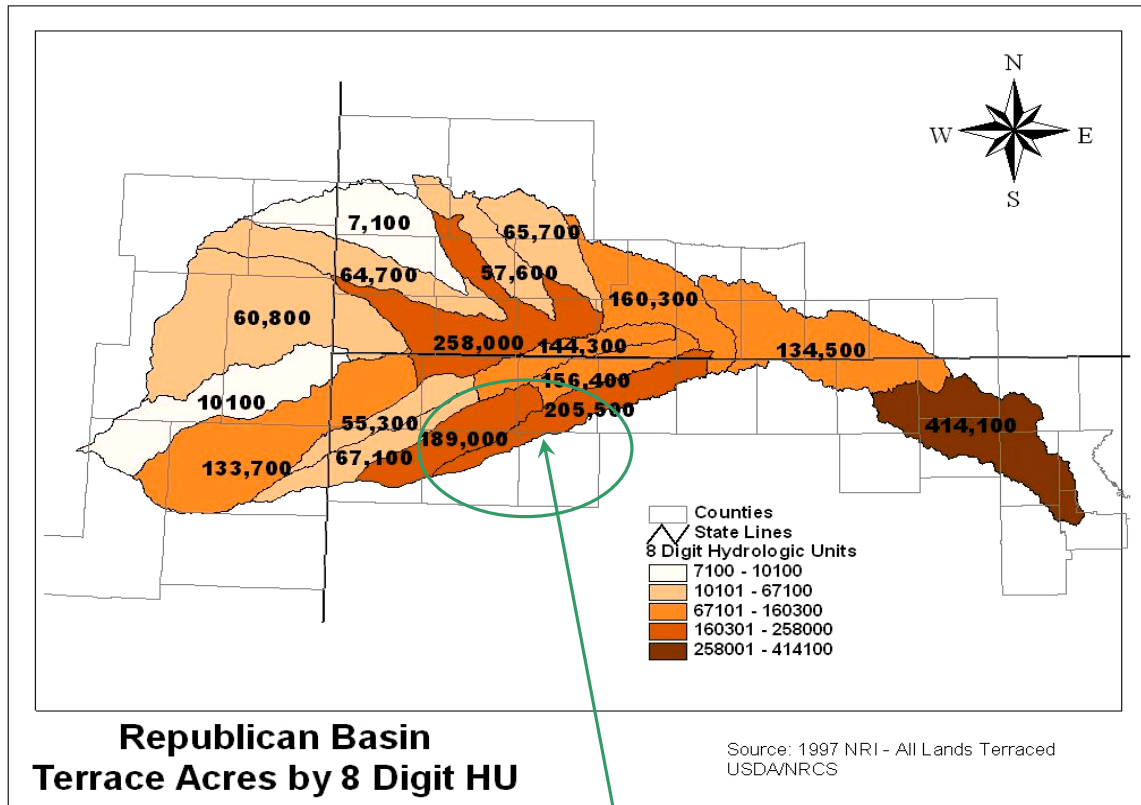 N
W E
S
7,100
65,700
57,600
64,700
160,300
60,800
258,000
144,300
134,500
156,400
10,100
205,500
55,300
414,100
189,000
67,100
133,700
Counties
State Lines
8 Digit Hydrologic Units
7100 - 10100
10101 - 67100
67101 - 160300
160301 - 258000
258001 - 414100
Republican Basin
Terrace Acres by 8 Digit HU
Source: 1997 NRI - All Lands Terraced
USDA/NRCS